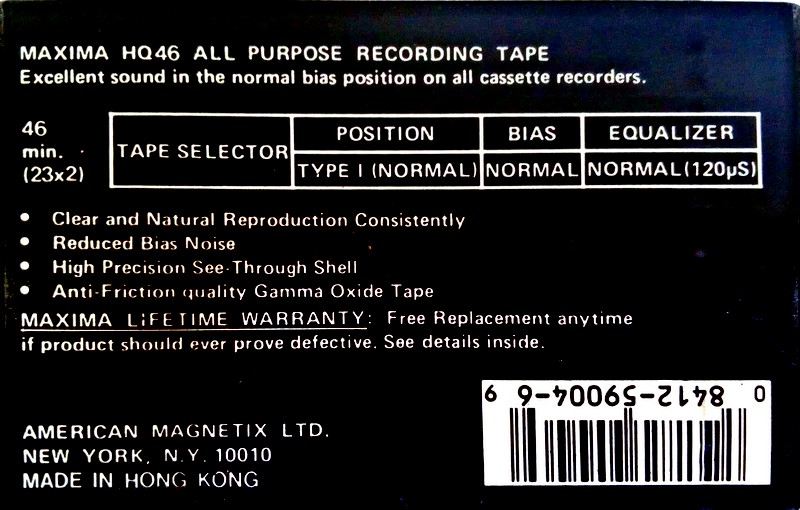 MAXIMA HQ46 ALL PURPOSE RECORDING TAPE
Excellent sound in the normal bias position on all cassette recorders.
46
min.
(23x2)
TAPE SELECTOR
POSITION BIAS EQUALIZER
TYPE I (NORMAL) NORMAL NORMAL (120µS)
• Clear and Natural Reproduction Consistently
• Reduced Bias Noise
• High Precision See-Through Shell
• Anti-Friction quality Gamma Oxide Tape
MAXIMA LIFETIME WARRANTY: Free Replacement anytime
if product should ever prove defective. See details inside.
AMERICAN MAGNETIX LTD.
NEW YORK, N.Y. 10010
MADE IN HONG KONG
0 8412-59004-6 9